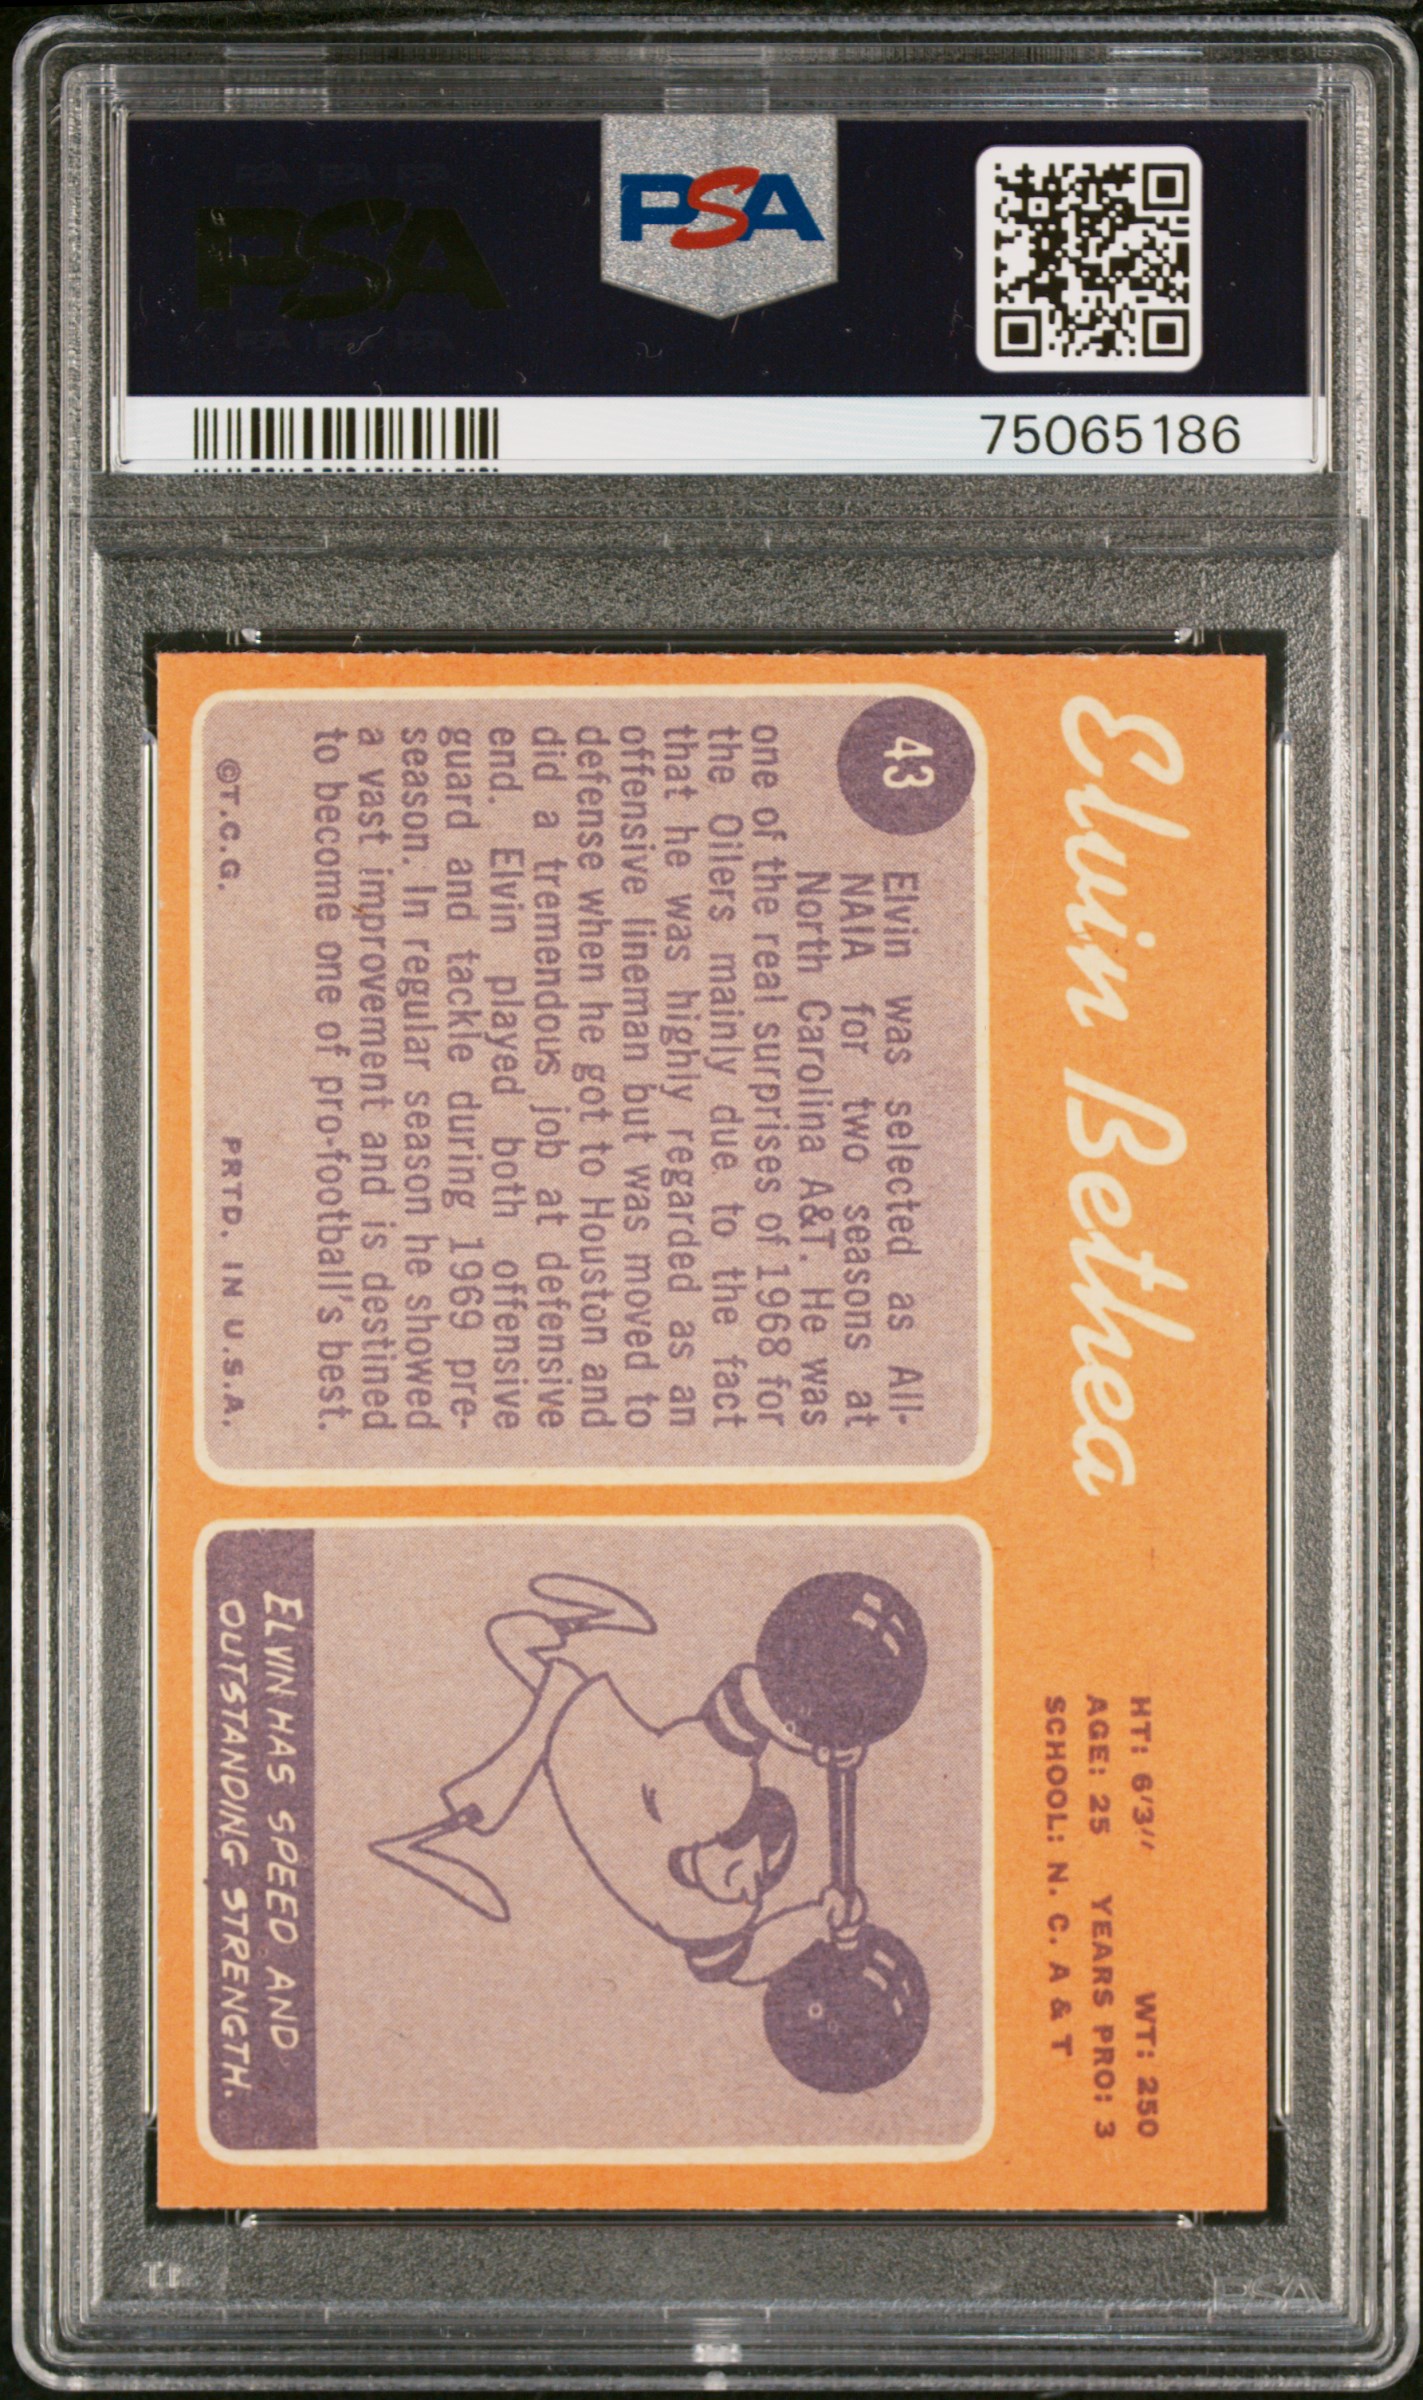 PSA
PSA
75065186
Elvin Bethea
HT: 6'3" WT: 250
AGE: 25 YEARS PRO: 3
SCHOOL: N. C. A & T
43
Elvin was selected as All-
NAIA for two seasons at
North Carolina A&T. He was
one of the real surprises of 1968 for
the Oilers mainly due to the fact
that he was highly regarded as an
offensive lineman but was moved to
defense when he got to Houston and
did a tremendous job at defensive
end. Elvin played both offensive
guard and tackle during 1969 pre-
season. In regular season he showed
a vast improvement and is destined
to become one of pro-football's best.
©T.C.G. PRTD. IN U.S.A.
ELVIN HAS SPEED AND
OUTSTANDING STRENGTH.
PSA